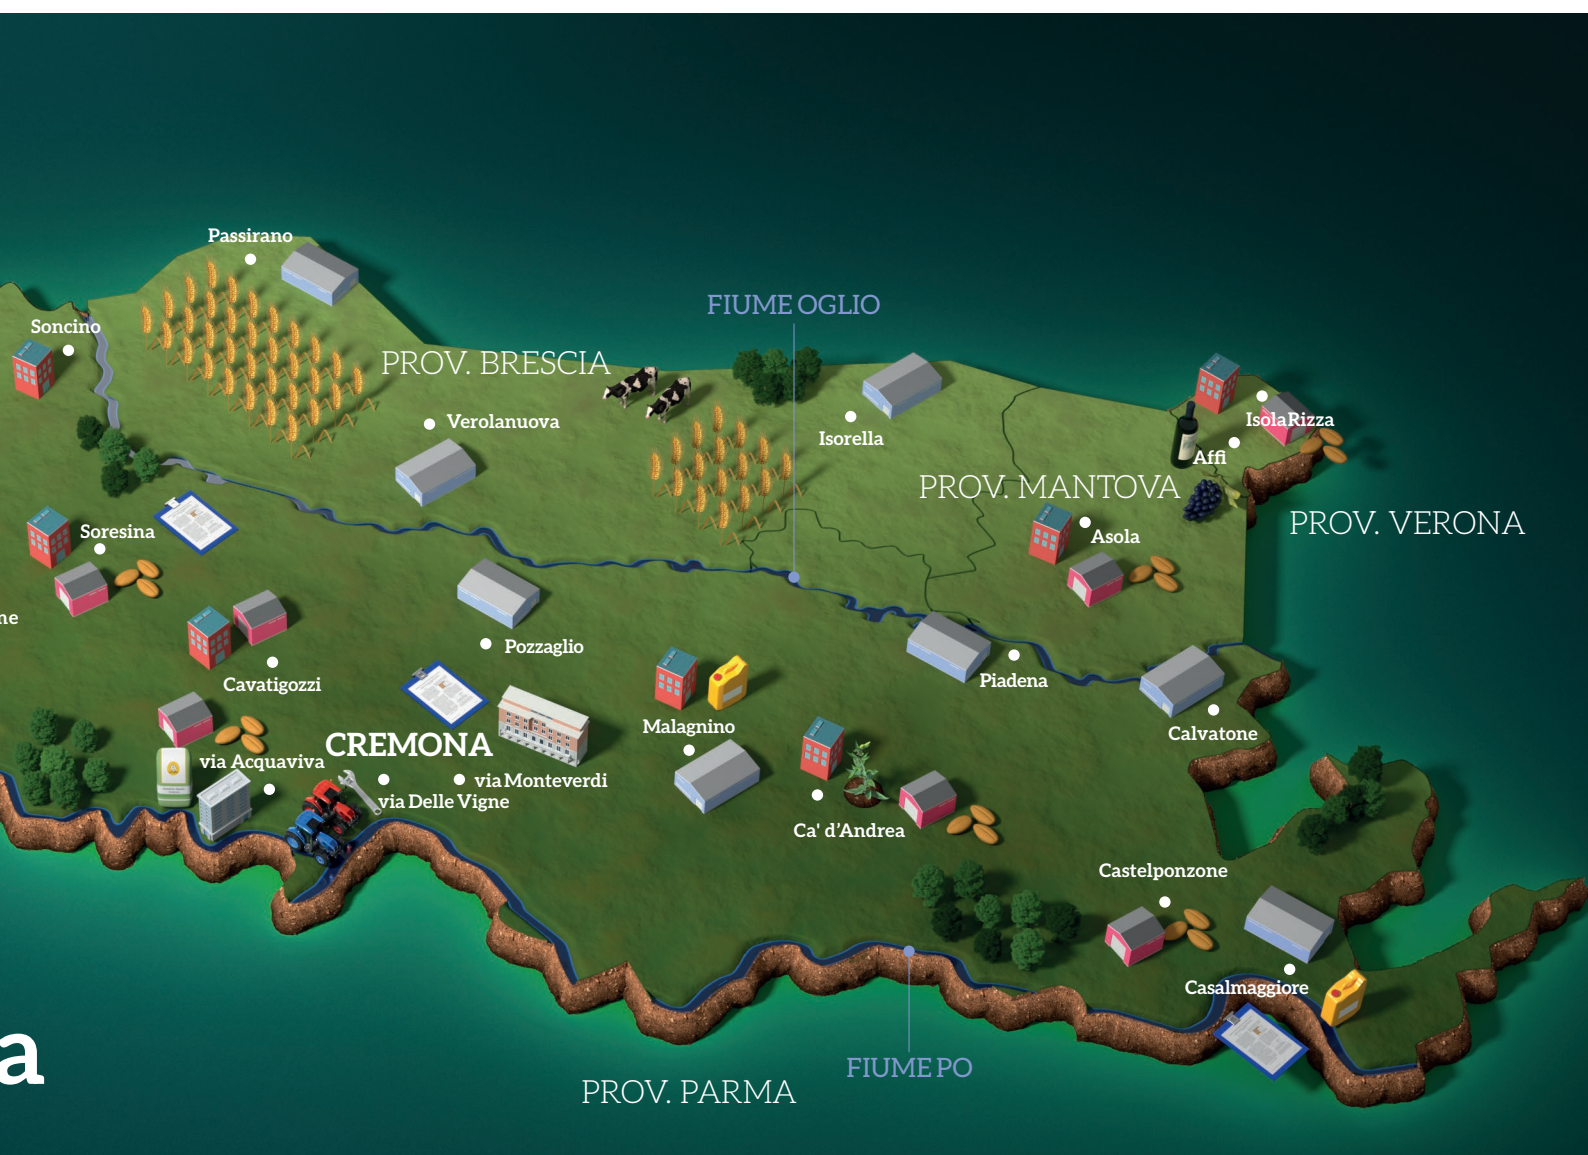 Passirano
FIUME OGLIO
Soncino
PROV. BRESCIA
Verolanuova
Isorella
IsolaRizza
Affi
PROV. MANTOVA
PROV. VERONA
Soresina
Asola
ne
Pozzaglio
Cavatigozzi
Piadena
Malagnino
Calvatone
CREMONA
via Acquaviva
via Monteverdi
via Delle Vigne
Ca' d'Andrea
Castelponzone
Casalmaggiore
a
FIUME PO
PROV. PARMA